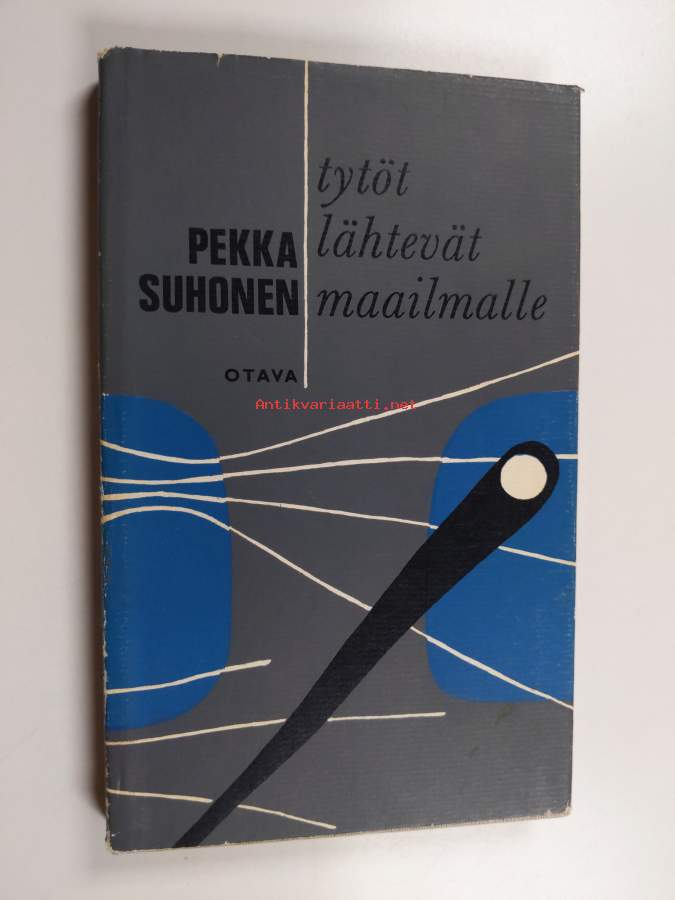 PEKKA
SUHONEN
tytöt
lähtevät
maailmalle
OTAVA
Antikvariaatti.net